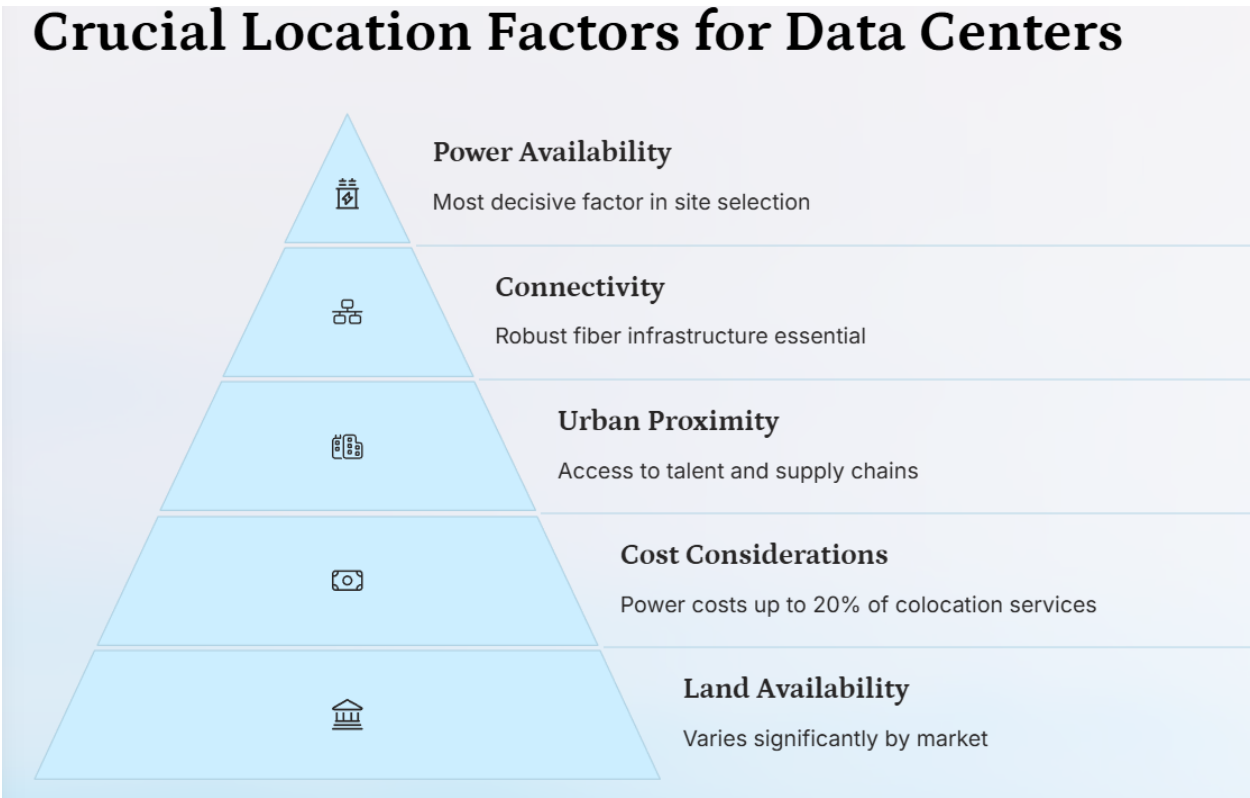 Crucial Location Factors for Data Centers
Power Availability
Most decisive factor in site selection
Connectivity
Robust fiber infrastructure essential
Urban Proximity
Access to talent and supply chains
Cost Considerations
Power costs up to 20% of colocation services
Land Availability
Varies significantly by market